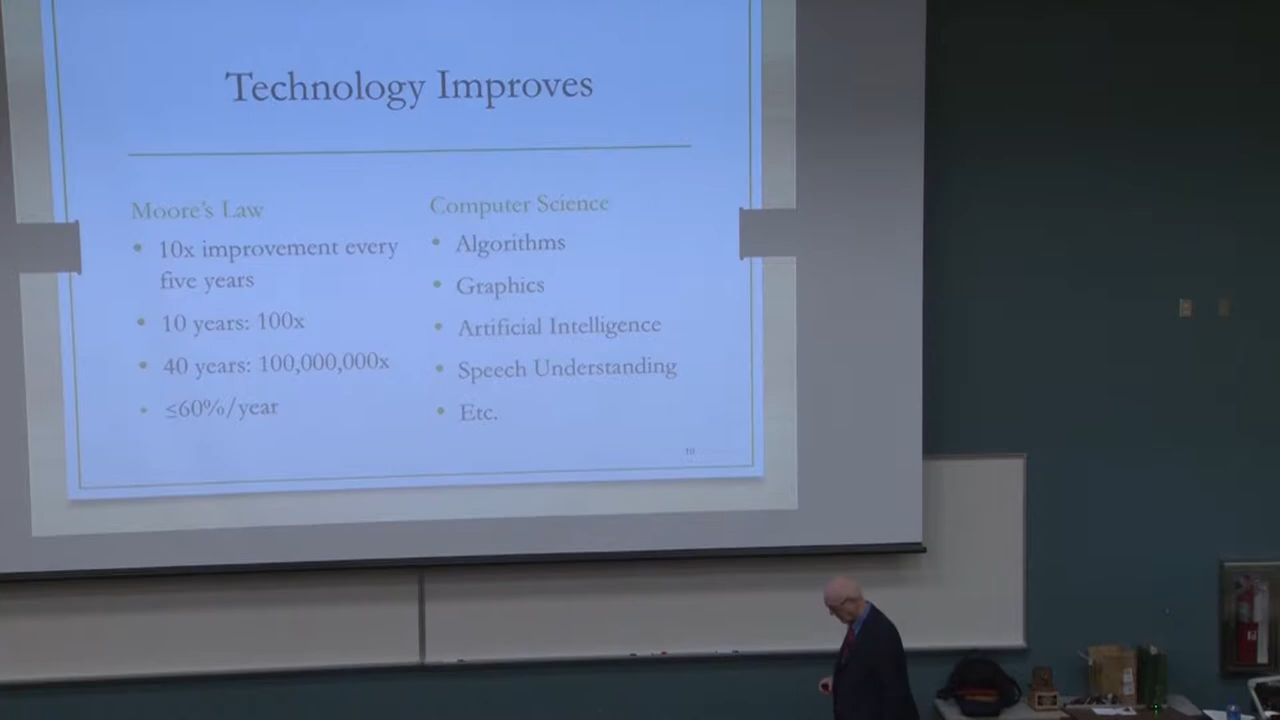 Technology Improves
Moore's Law
• 10x improvement every
five years
• 10 years: 100x
• 40 years: 100,000,000x
• ≤60%/year
Computer Science
• Algorithms
• Graphics
• Artificial Intelligence
• Speech Understanding
• Etc.
10